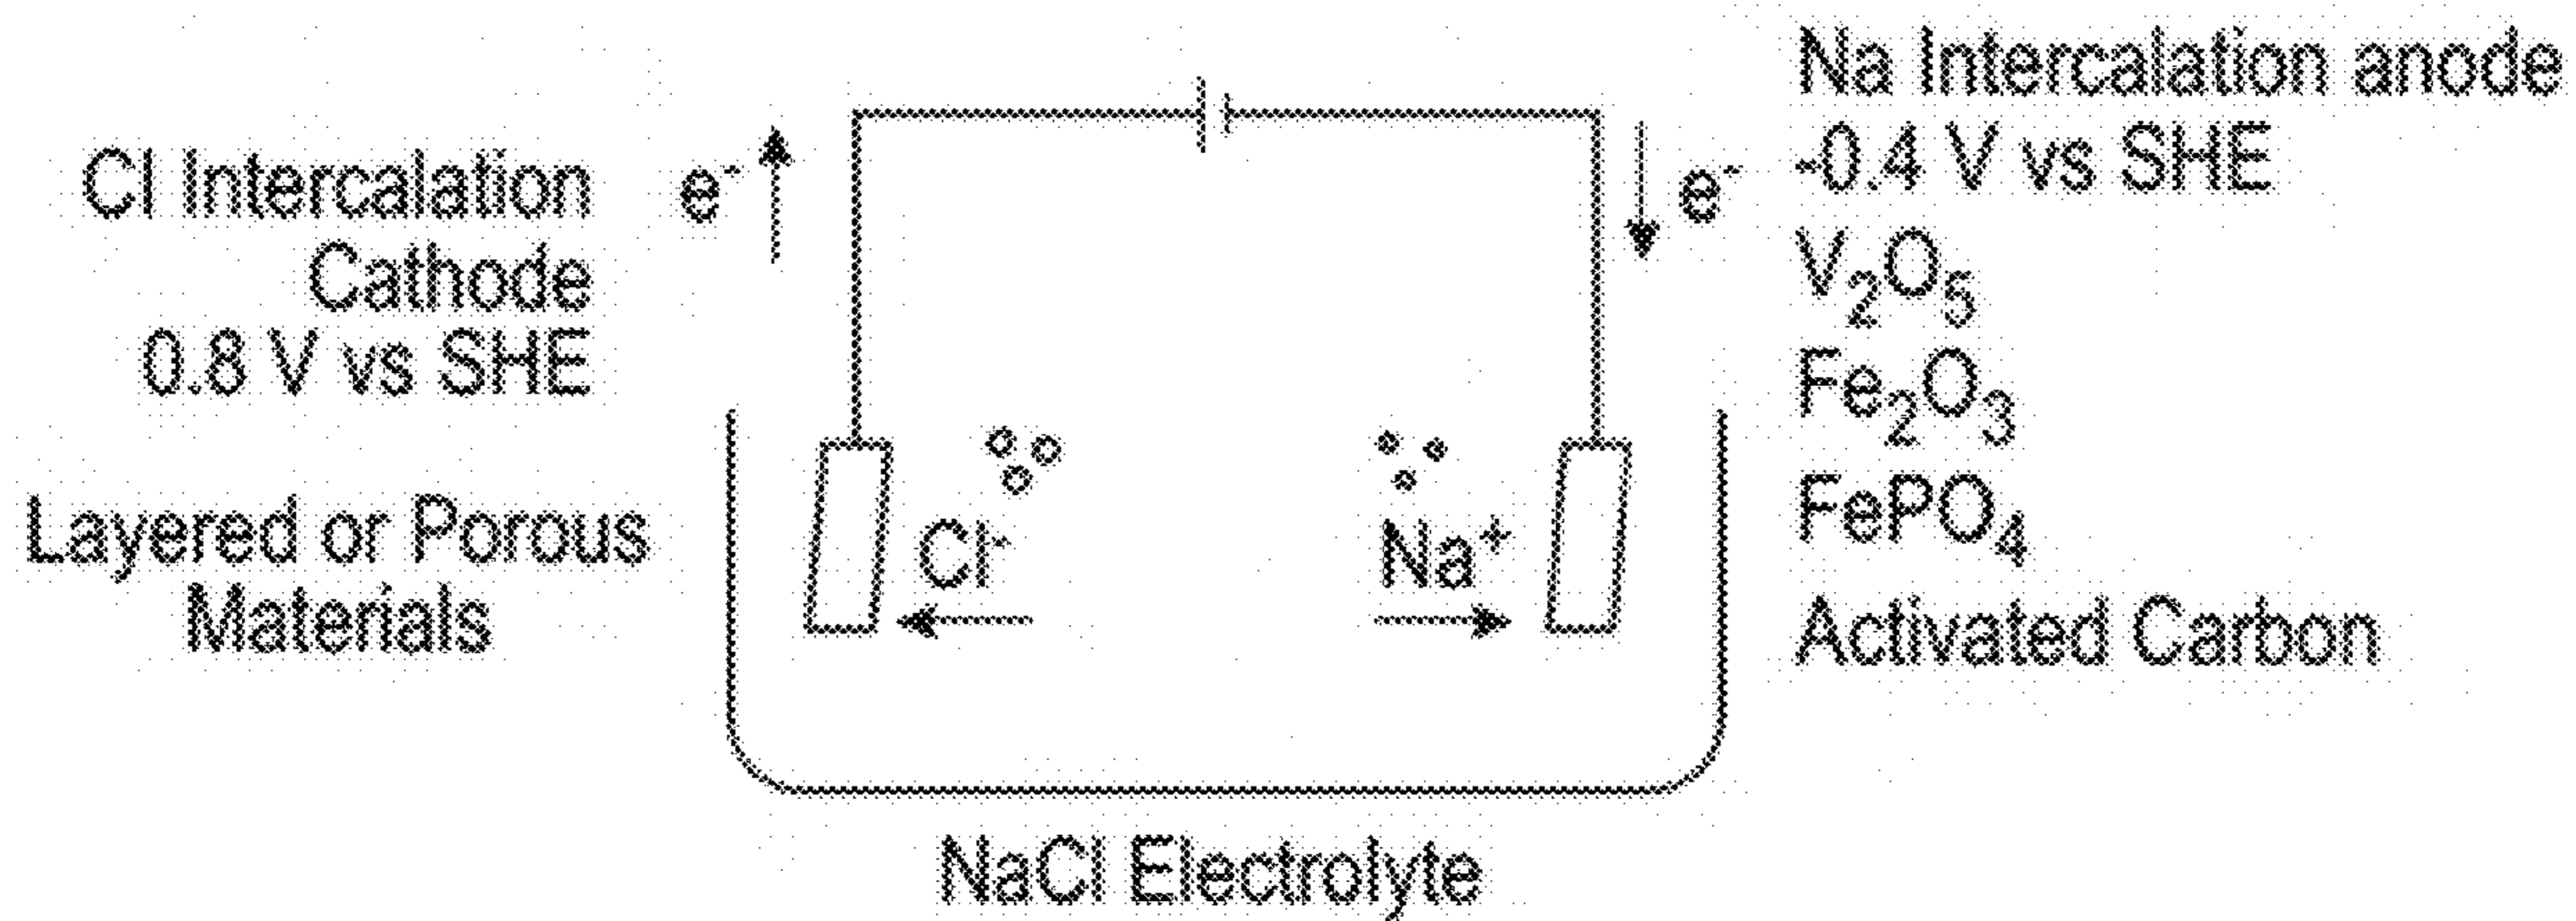 Cl Intercalation
Cathode
0.8 V vs SHE
Layered or Porous
Materials
e⁻
Cl⁻
Na⁺
e⁻
Na Intercalation anode
-0.4 V vs SHE
V₂O₅
Fe₂O₃
FePO₄
Activated Carbon
NaCl Electrolyte